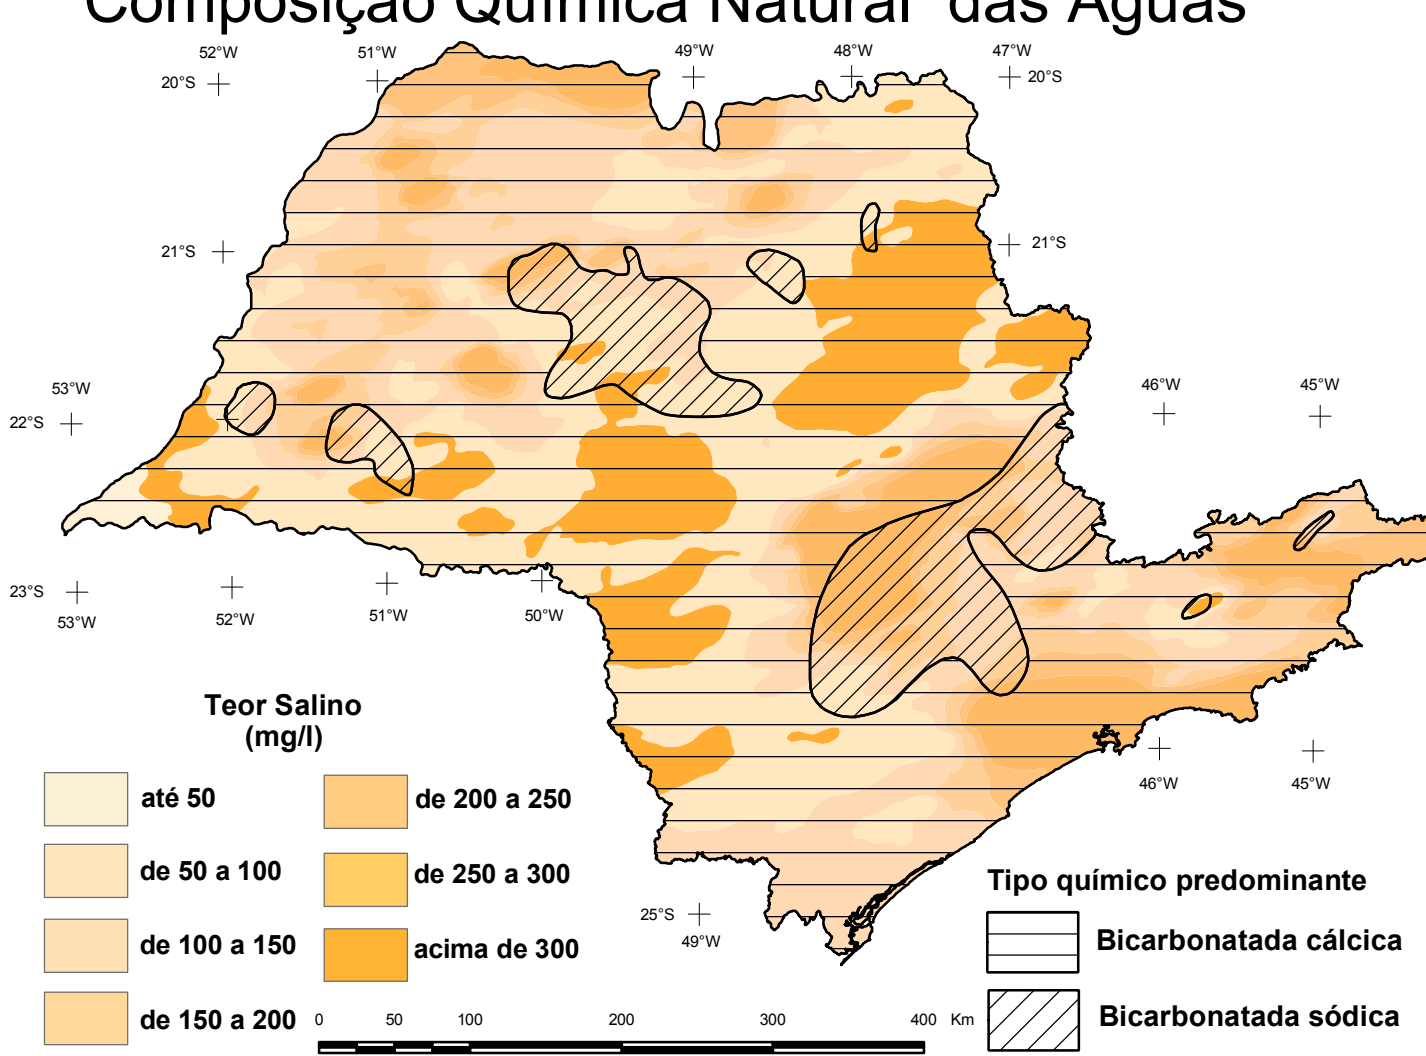 Composição Química Natural das Águas
52°W
51°W
49°W
48°W
47°W
20°S
20°S
21°S
21°S
53°W
46°W
45°W
22°S
23°S
53°W
52°W
51°W
50°W
46°W
45°W
25°S
49°W
Teor Salino
(mg/l)
até 50
de 50 a 100
de 100 a 150
de 150 a 200
de 200 a 250
de 250 a 300
acima de 300
0 50 100 200 300 400 Km
Tipo químico predominante
Bicarbonatada cálcica
Bicarbonatada sódica